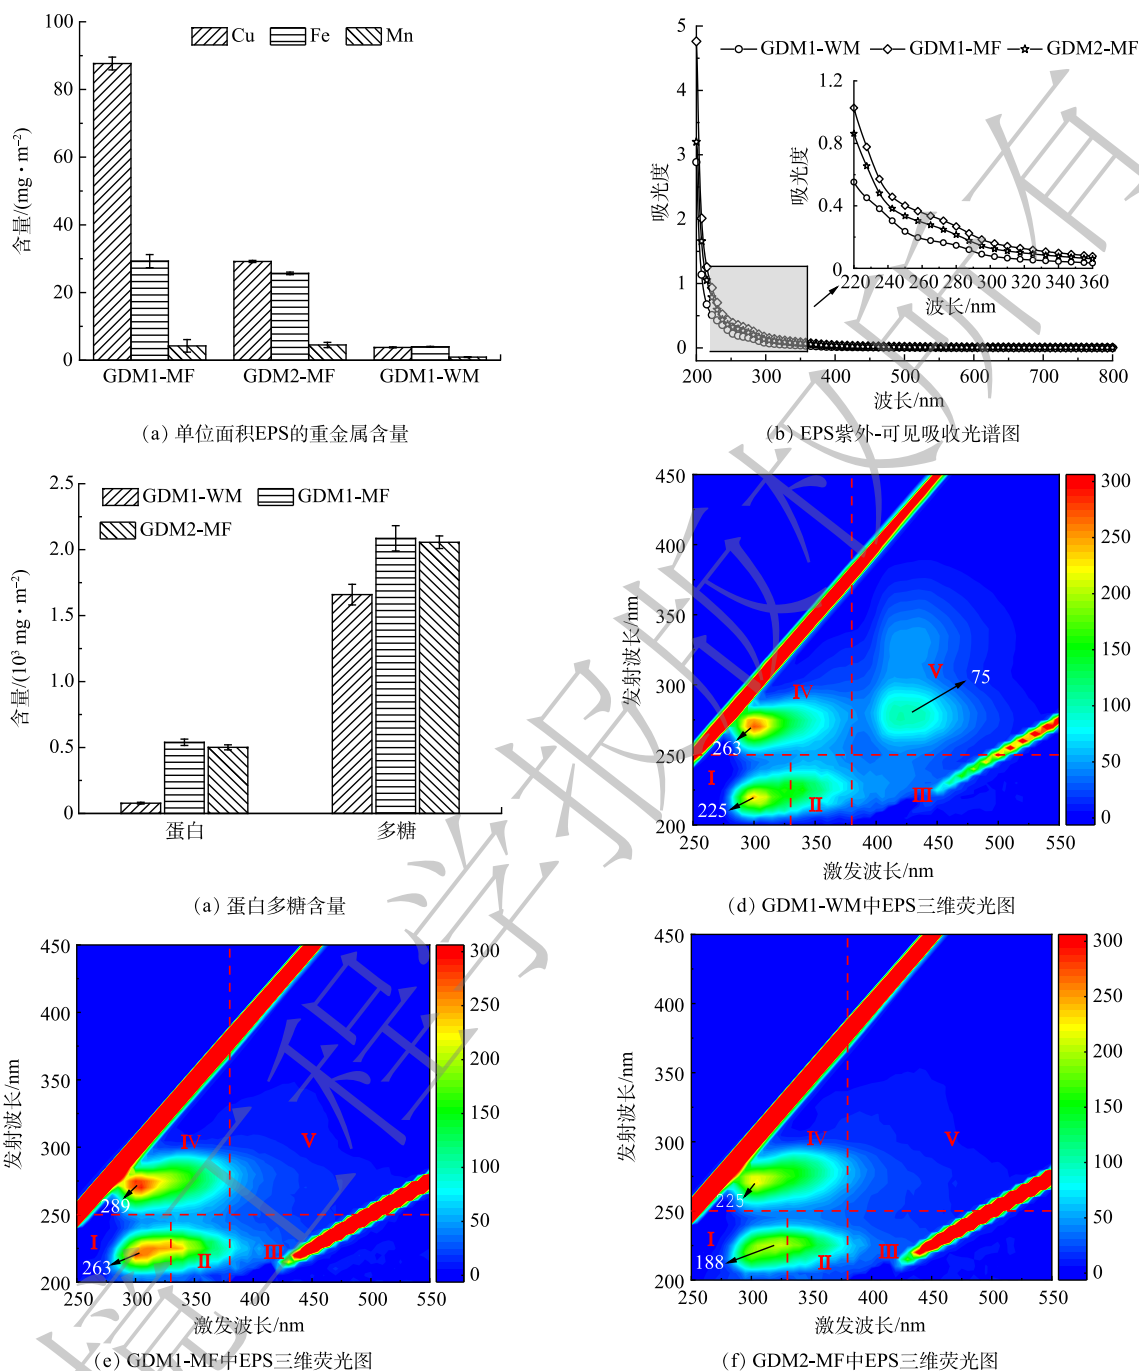 Cu Fe Mn
含量/(mg·m⁻²)
100
80
60
40
20
0
GDM1-MF GDM2-MF GDM1-WM
(a) 单位面积EPS的重金属含量
GDM1-WM GDM1-MF GDM2-MF
吸光度
5
4
3
2
1
0
200 300 400 500 600 700 800
波长/nm
吸光度
1.2
0.8
0.4
0
220 240 260 280 300 320 340 360
波长/nm
(b) EPS紫外-可见吸收光谱图
GDM1-WM GDM1-MF
GDM2-MF
含量/(10³ mg·m⁻²)
2.5
2.0
1.5
1.0
0.5
0
蛋白 多糖
(a) 蛋白多糖含量
发射波长/nm
450
400
350
300
250
200
250 300 350 400 450 500 550
激发波长/nm
I II III IV V
263
225
75
300
250
200
150
100
50
0
(d) GDM1-WM中EPS三维荧光图
发射波长/nm
450
400
350
300
250
200
250 300 350 400 450 500 550
激发波长/nm
I II III IV V
289
263
300
250
200
150
100
50
0
(e) GDM1-MF中EPS三维荧光图
发射波长/nm
450
400
350
300
250
200
250 300 350 400 450 500 550
激发波长/nm
I II III IV V
225
188
300
250
200
150
100
50
0
(f) GDM2-MF中EPS三维荧光图
工程学报版权所有